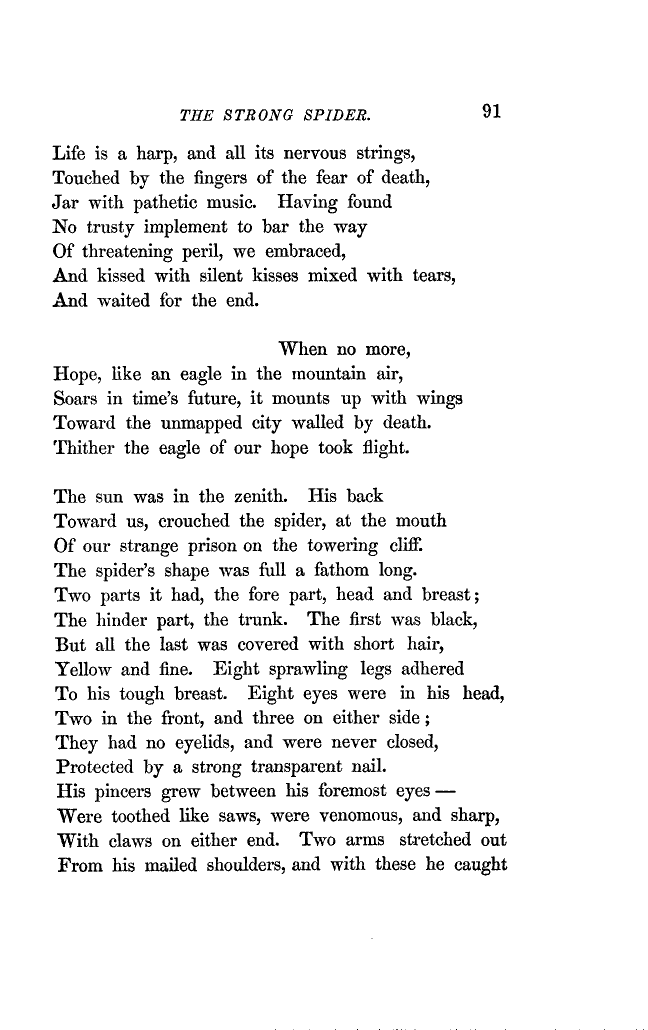 THE STRONG SPIDER. 91
Life is a harp, and all its nervous strings,
Touched by the fingers of the fear of death,
Jar with pathetic music. Having found
No trusty implement to bar the way
Of threatening peril, we embraced,
And kissed with silent kisses mixed with tears,
And waited for the end.
When no more,
Hope, like an eagle in the mountain air,
Soars in time's future, it mounts up with wings
Toward the unmapped city walled by death.
Thither the eagle of our hope took flight.
The sun was in the zenith. His back
Toward us, crouched the spider, at the mouth
Of our strange prison on the towering cliff.
The spider's shape was full a fathom long.
Two parts it had, the fore part, head and breast;
The hinder part, the trunk. The first was black,
But all the last was covered with short hair,
Yellow and fine. Eight sprawling legs adhered
To his tough breast. Eight eyes were in his head,
Two in the front, and three on either side;
They had no eyelids, and were never closed,
Protected by a strong transparent nail.
His pincers grew between his foremost eyes —
Were toothed like saws, were venomous, and sharp,
With claws on either end. Two arms stretched out
From his mailed shoulders, and with these he caught